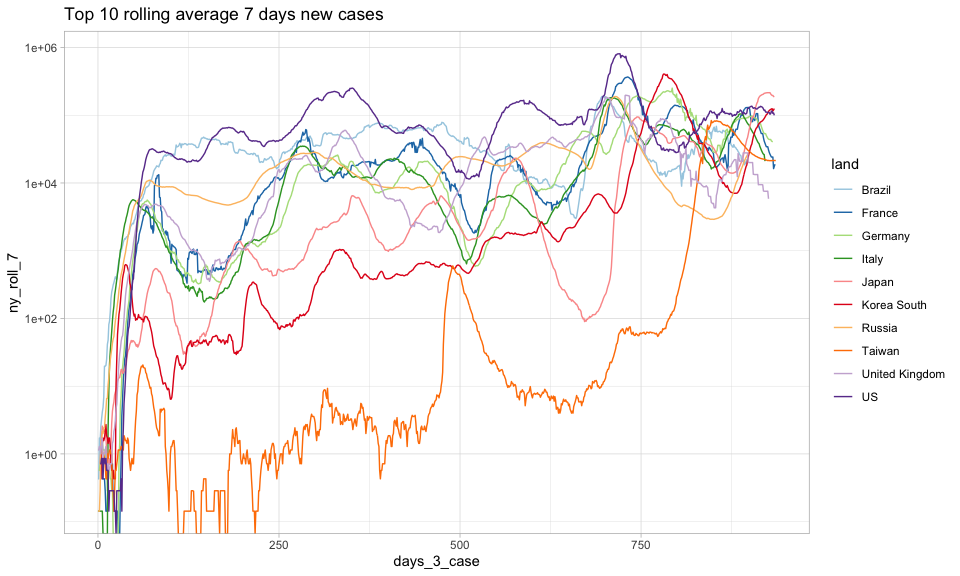 Top 10 rolling average 7 days new cases
1e+06
1e+04
1e+02
1e+00
ny_roll_7
0
250
500
750
days_3_case
land
Brazil
France
Germany
Italy
Japan
Korea South
Russia
Taiwan
United Kingdom
US